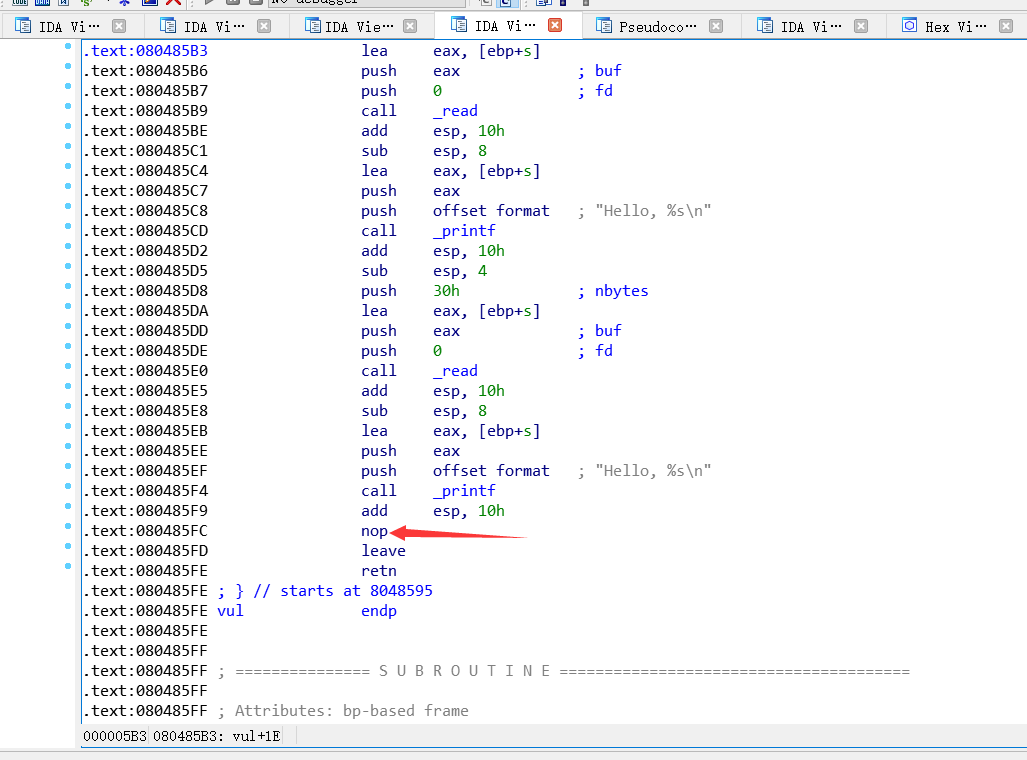 No debugger
IDA Vi… IDA Vi… IDA Vie… IDA Vi… Pseudoco… IDA Vi… Hex Vi…
.text:080485B3 lea eax, [ebp+s]
.text:080485B6 push eax ; buf
.text:080485B7 push 0 ; fd
.text:080485B9 call _read
.text:080485BE add esp, 10h
.text:080485C1 sub esp, 8
.text:080485C4 lea eax, [ebp+s]
.text:080485C7 push eax
.text:080485C8 push offset format ; "Hello, %s\n"
.text:080485CD call _printf
.text:080485D2 add esp, 10h
.text:080485D5 sub esp, 4
.text:080485D8 push 30h ; nbytes
.text:080485DA lea eax, [ebp+s]
.text:080485DD push eax ; buf
.text:080485DE push 0 ; fd
.text:080485E0 call _read
.text:080485E5 add esp, 10h
.text:080485E8 sub esp, 8
.text:080485EB lea eax, [ebp+s]
.text:080485EE push eax
.text:080485EF push offset format ; "Hello, %s\n"
.text:080485F4 call _printf
.text:080485F9 add esp, 10h
.text:080485FC nop
.text:080485FD leave
.text:080485FE retn
.text:080485FE ; } // starts at 8048595
.text:080485FE vul endp
.text:080485FE
.text:080485FF
.text:080485FF ; =============== S U B R O U T I N E =======================================
.text:080485FF
.text:080485FF ; Attributes: bp-based frame
000005B3 080485B3: vul+1E